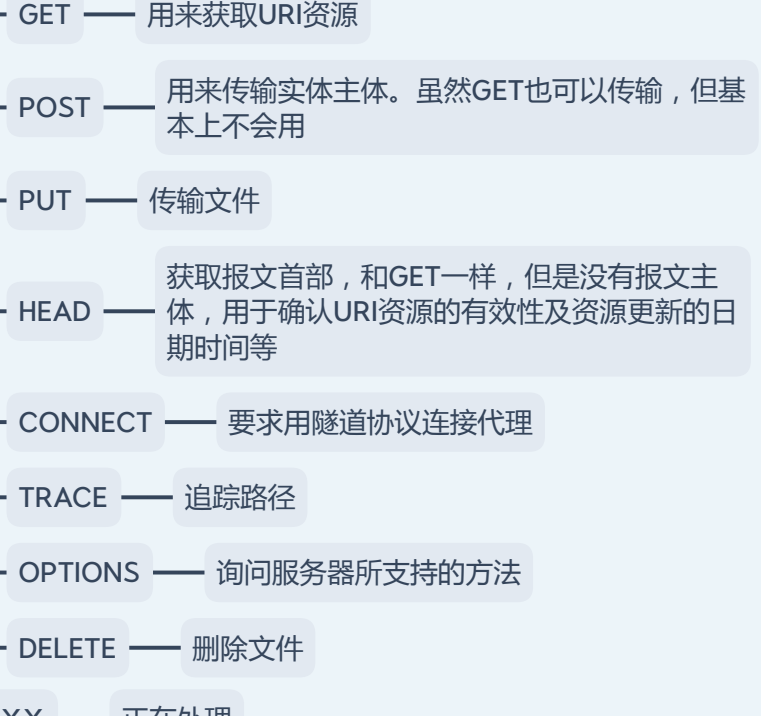 GET
用来获取URI资源
POST
用来传输实体主体。虽然GET也可以传输，但基
本上不会用
PUT
传输文件
HEAD
获取报文首部，和GET一样，但是没有报文主
体，用于确认URI资源的有效性及资源更新的日
期时间等
CONNECT
要求用隧道协议连接代理
TRACE
追踪路径
OPTIONS
询问服务器所支持的方法
DELETE
删除文件
正在处理